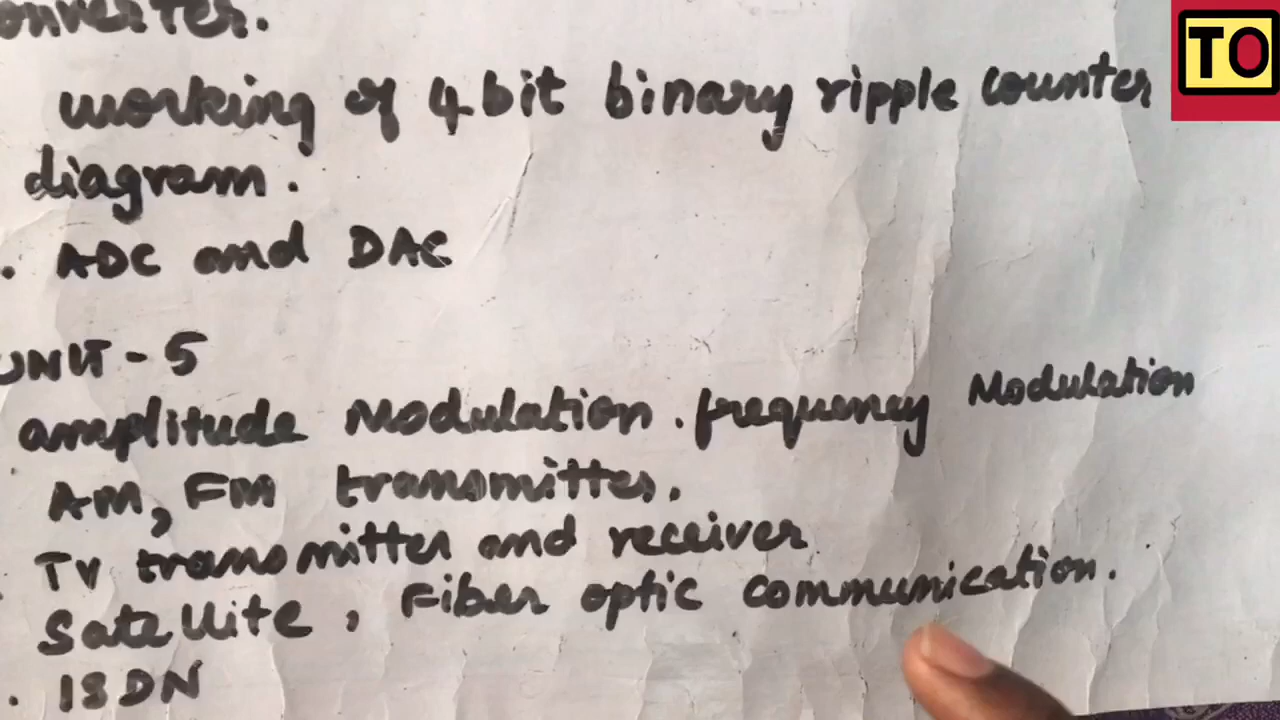 onverter.
working of 4 bit binary ripple counter
diagram.
. ADC and DAC
UNIT - 5
amplitude Modulation. frequency Modulation
AM, FM transmitter.
TV transmitter and receiver
Satellite, Fiber optic communication.
. ISDN
TO